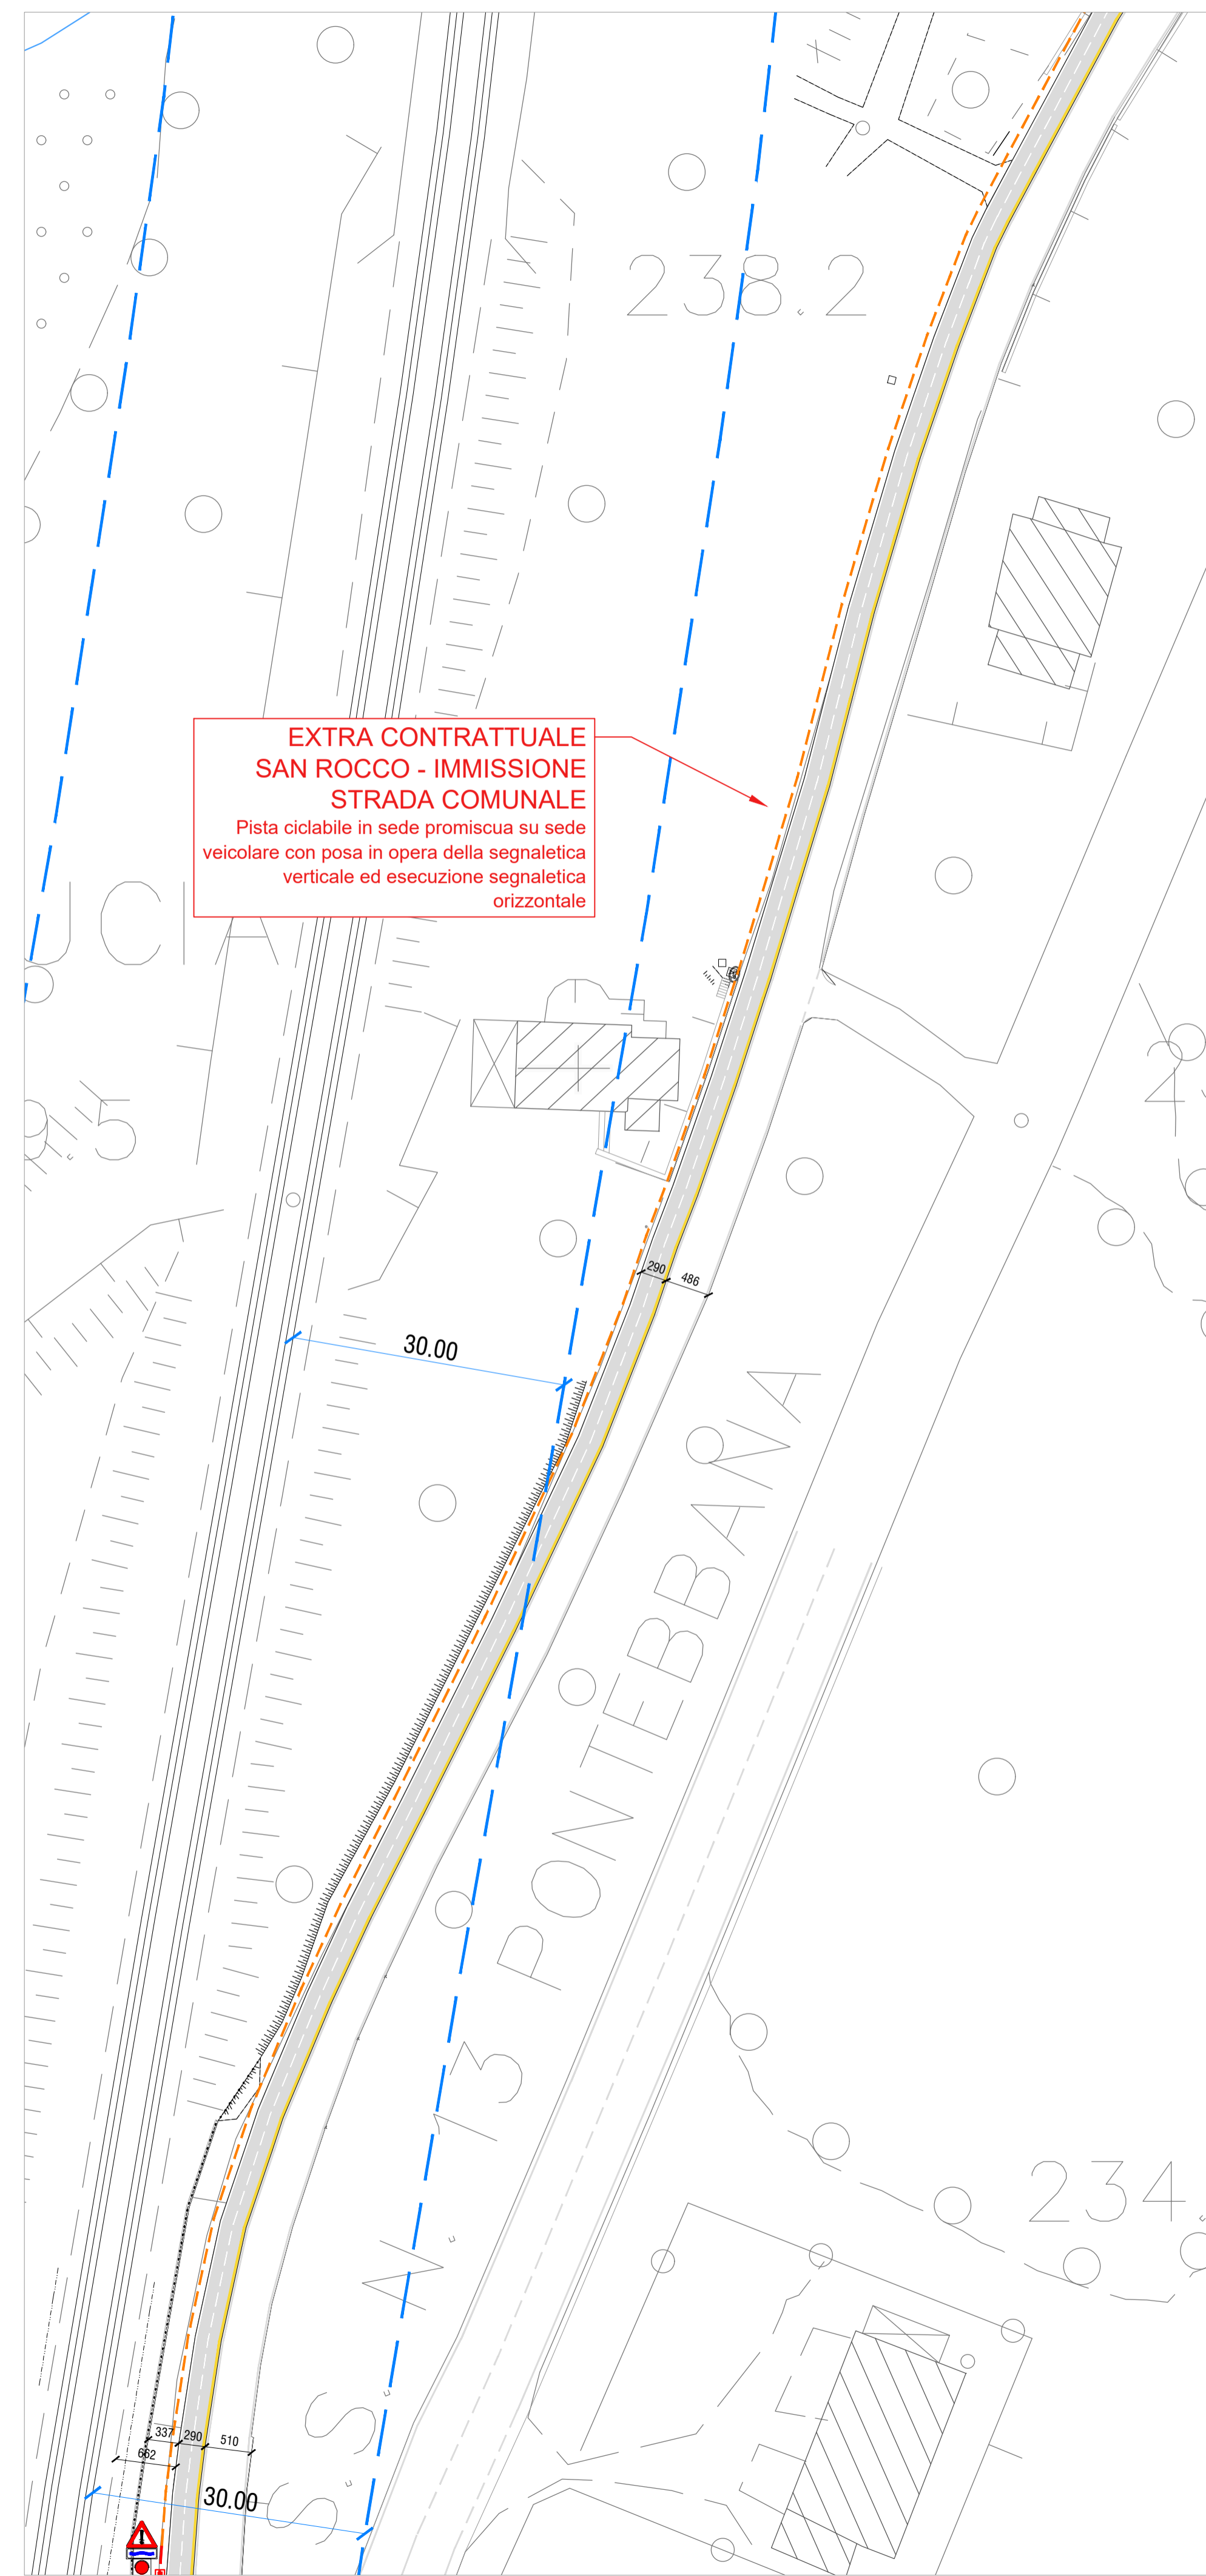 238.2
EXTRA CONTRATTUALE
SAN ROCCO - IMMISSIONE
STRADA COMUNALE
Pista ciclabile in sede promiscua su sede
veicolare con posa in opera della segnaletica
verticale ed esecuzione segnaletica
orizzontale
290
486
30.00
S.S. N. 13 PONTEBBANA
234.
337
290
510
662
30.00